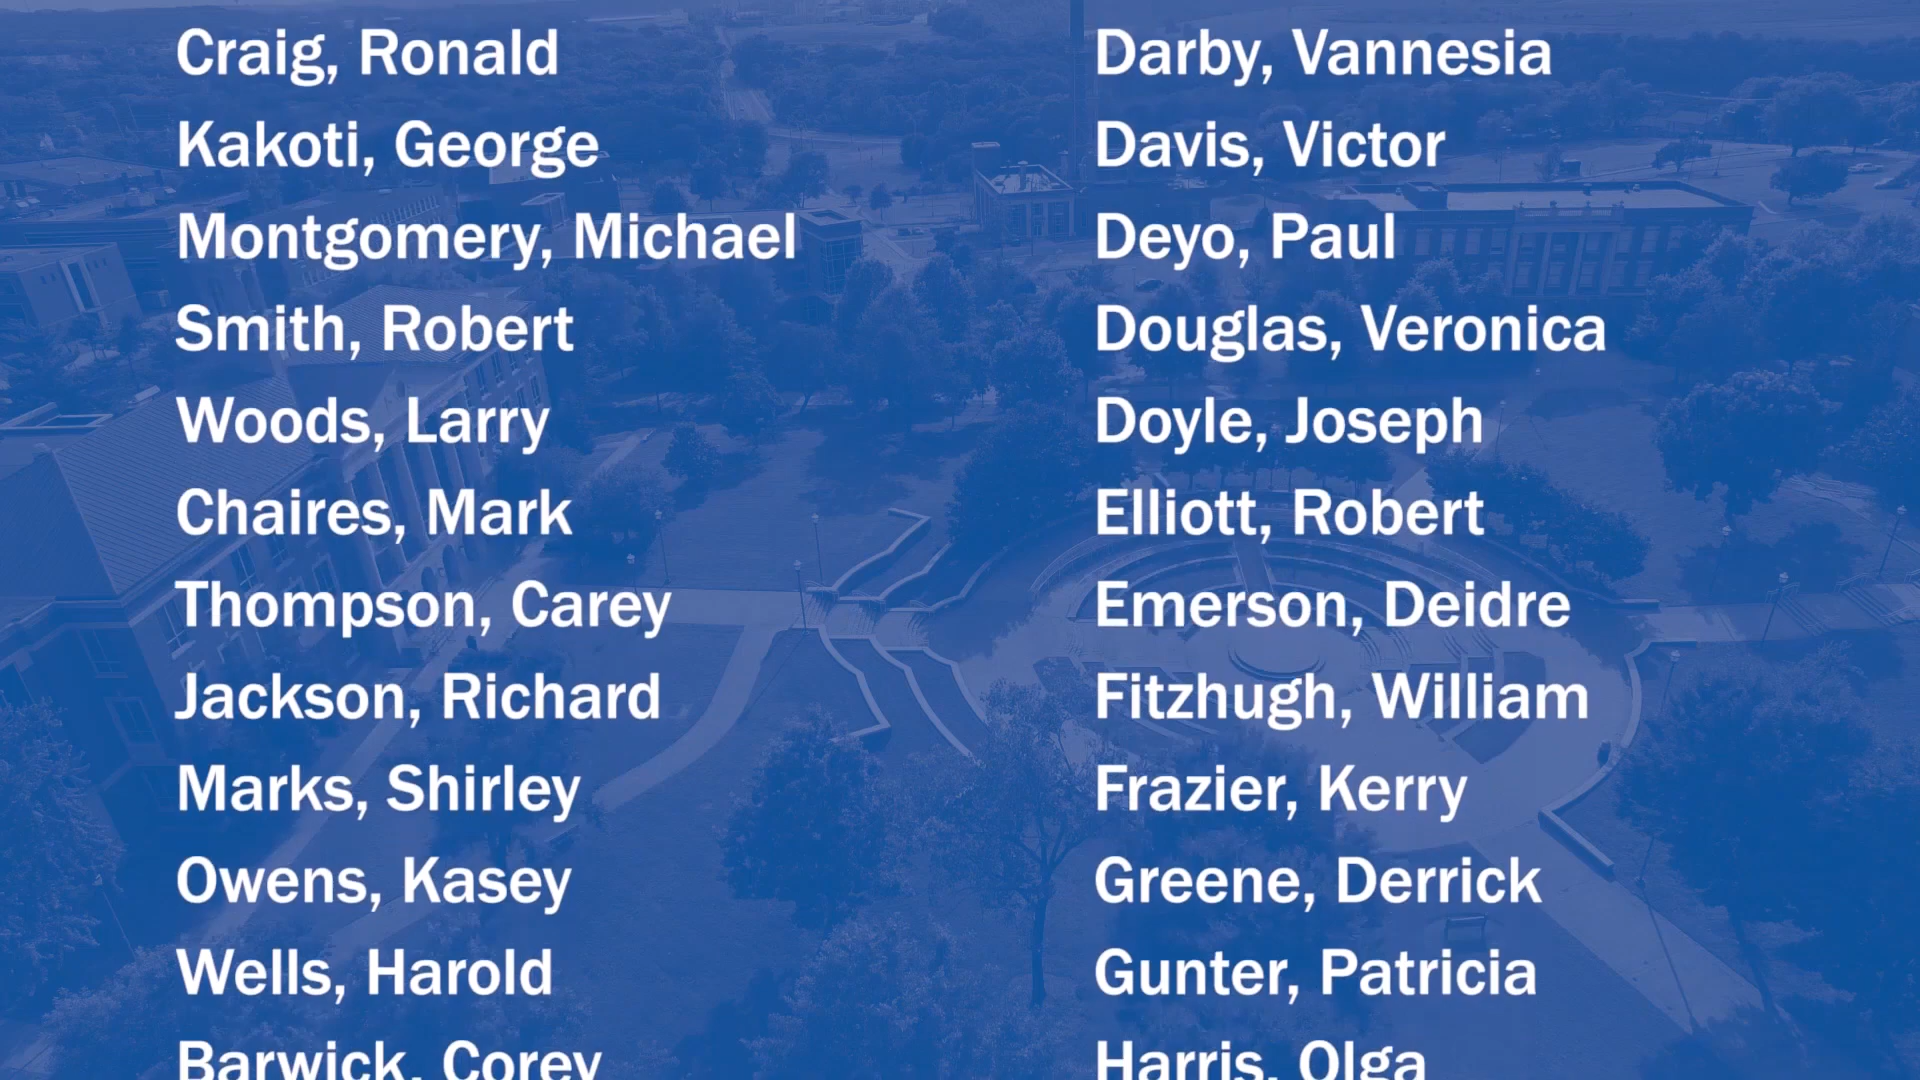 Craig, Ronald
Kakoti, George
Montgomery, Michael
Smith, Robert
Woods, Larry
Chaires, Mark
Thompson, Carey
Jackson, Richard
Marks, Shirley
Owens, Kasey
Wells, Harold
Barwick, Corey
Darby, Vannesia
Davis, Victor
Deyo, Paul
Douglas, Veronica
Doyle, Joseph
Elliott, Robert
Emerson, Deidre
Fitzhugh, William
Frazier, Kerry
Greene, Derrick
Gunter, Patricia
Harris, Olga